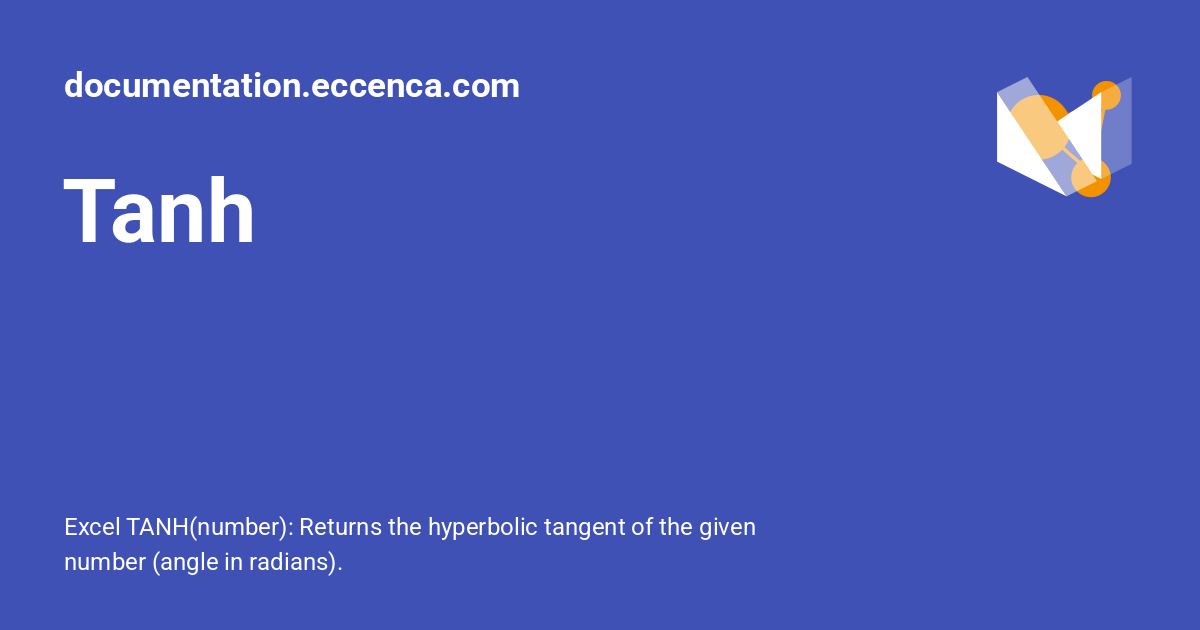 documentation.eccenca.com
Tanh
Excel TANH(number): Returns the hyperbolic tangent of the given
number (angle in radians).